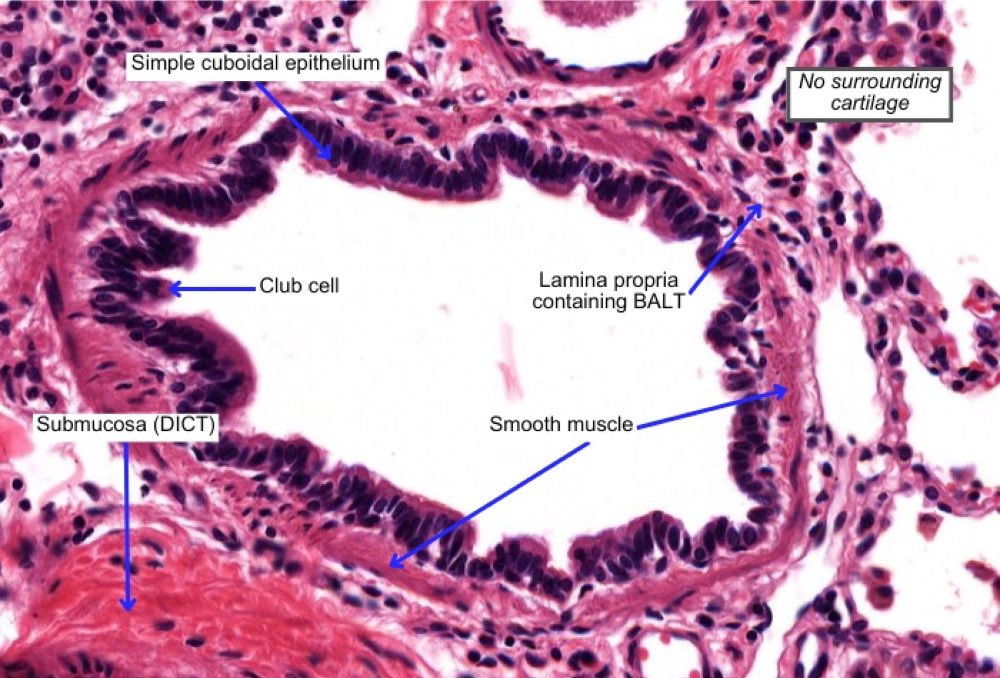 Simple cuboidal epithelium
No surrounding
cartilage
Club cell
Lamina propria
containing BALT
Submucosa (DICT)
Smooth muscle